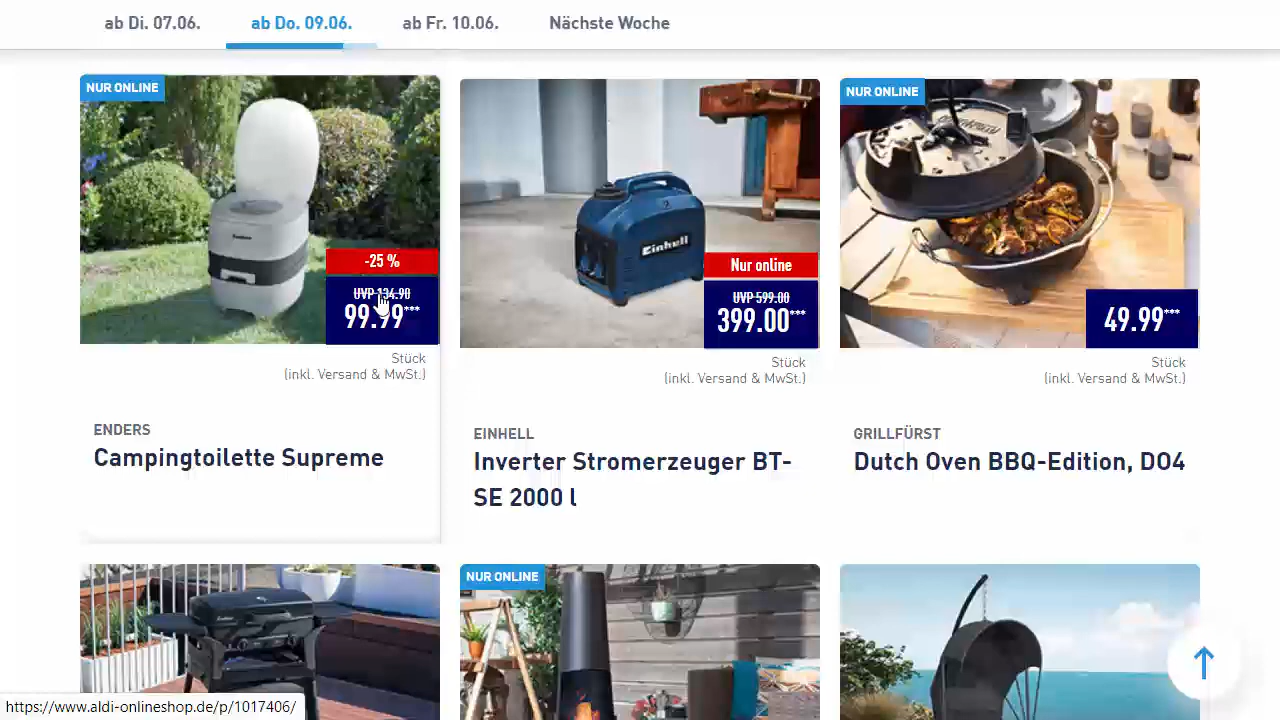 ab Di. 07.06.
ab Do. 09.06.
ab Fr. 10.06.
Nächste Woche
NUR ONLINE
-25 %
UVP 134.90
99.99***
Stück
(inkl. Versand & MwSt.)
ENDERS
Campingtoilette Supreme
Einhell
Nur online
UVP 599.00
399.00***
Stück
(inkl. Versand & MwSt.)
EINHELL
Inverter Stromerzeuger BT-
SE 2000 l
NUR ONLINE
49.99***
Stück
(inkl. Versand & MwSt.)
GRILLFÜRST
Dutch Oven BBQ-Edition, DO4
NUR ONLINE
https://www.aldi-onlineshop.de/p/1017406/